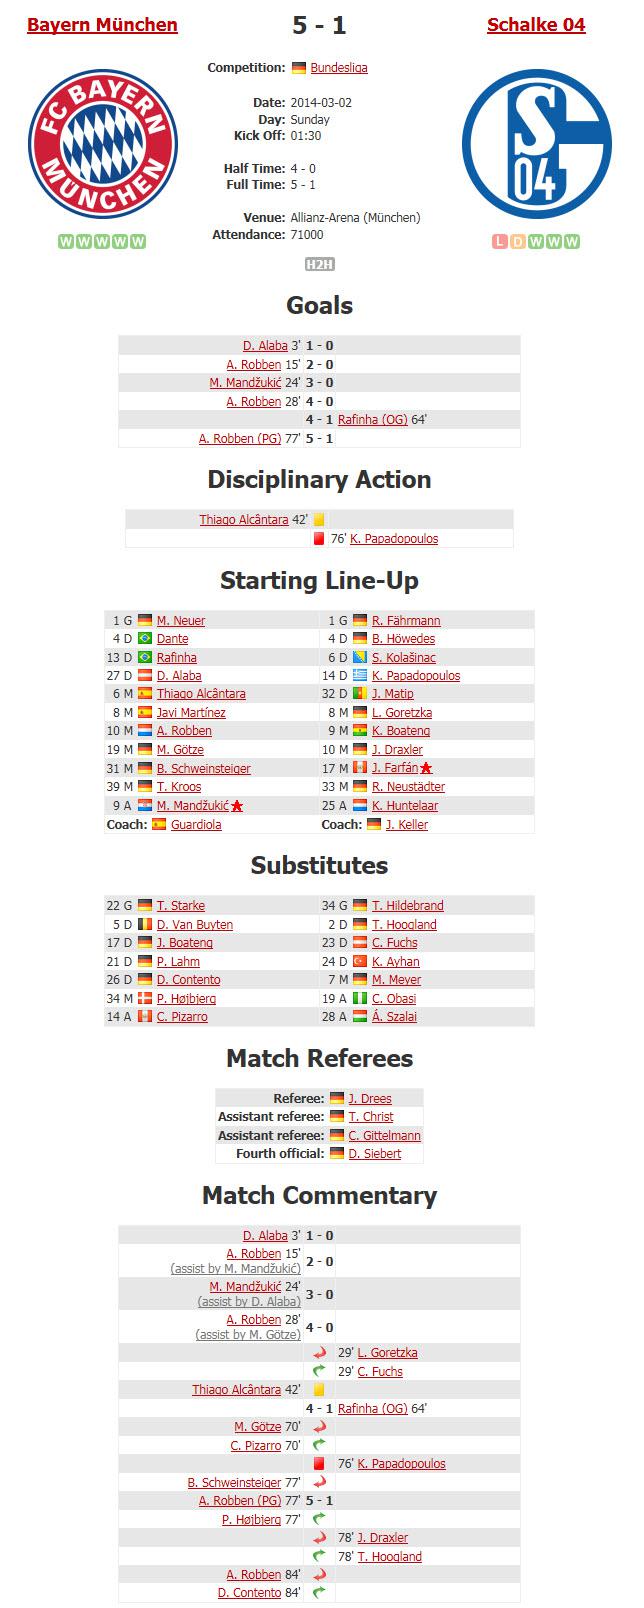 Bayern München 5 - 1 Schalke 04
Competition: Bundesliga
FC BAYERN
MÜNCHEN
S
04
Date: 2014-03-02
Day: Sunday
Kick Off: 01:30
Half Time: 4 - 0
Full Time: 5 - 1
Venue: Allianz-Arena (München)
Attendance: 71000
W W W W W
L D W W W
H2H
Goals
D. Alaba 3' 1 - 0
A. Robben 15' 2 - 0
M. Mandžukić 24' 3 - 0
A. Robben 28' 4 - 0
4 - 1 Rafinha (OG) 64'
A. Robben (PG) 77' 5 - 1
Disciplinary Action
Thiago Alcântara 42'
76' K. Papadopoulos
Starting Line-Up
1 G M. Neuer 1 G R. Fährmann
4 D Dante 4 D B. Höwedes
13 D Rafinha 6 D S. Kolašinac
27 D D. Alaba 14 D K. Papadopoulos
6 M Thiago Alcântara 32 D J. Matip
8 M Javi Martínez 8 M L. Goretzka
10 M A. Robben 9 M K. Boateng
19 M M. Götze 10 M J. Draxler
31 M B. Schweinsteiger 17 M J. Farfán
39 M T. Kroos 33 M R. Neustädter
9 A M. Mandžukić 25 A K. Huntelaar
Coach: Guardiola Coach: J. Keller
Substitutes
22 G T. Starke 34 G T. Hildebrand
5 D D. Van Buyten 2 D T. Hoogland
17 D J. Boateng 23 D C. Fuchs
21 D P. Lahm 24 D K. Ayhan
26 D D. Contento 7 M M. Meyer
34 M P. Højbjerg 19 A C. Obasi
14 A C. Pizarro 28 A Á. Szalai
Match Referees
Referee: J. Drees
Assistant referee: T. Christ
Assistant referee: C. Gittelmann
Fourth official: D. Siebert
Match Commentary
D. Alaba 3' 1 - 0
A. Robben 15'
(assist by M. Mandžukić) 2 - 0
M. Mandžukić 24'
(assist by D. Alaba) 3 - 0
A. Robben 28'
(assist by M. Götze) 4 - 0
29' L. Goretzka
29' C. Fuchs
Thiago Alcântara 42'
4 - 1 Rafinha (OG) 64'
M. Götze 70'
C. Pizarro 70'
76' K. Papadopoulos
B. Schweinsteiger 77'
A. Robben (PG) 77' 5 - 1
P. Højbjerg 77'
78' J. Draxler
78' T. Hoogland
A. Robben 84'
D. Contento 84'